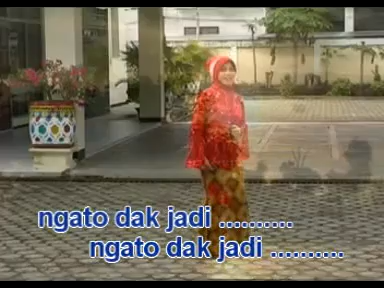 ngato dak jadi ..........
ngato dak jadi ..........